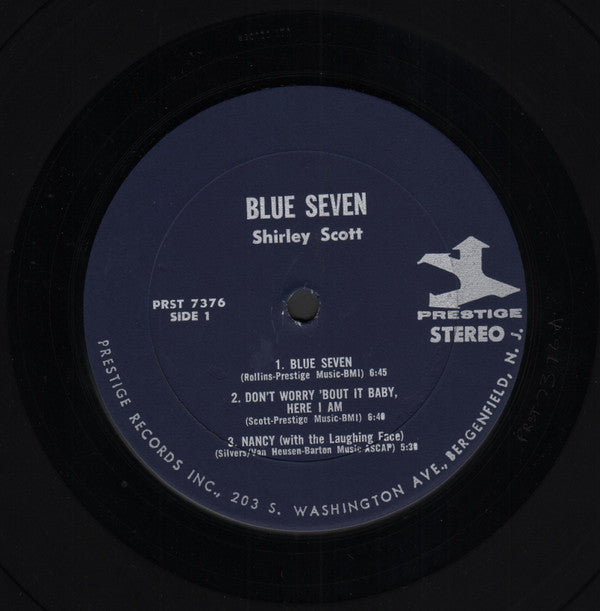 BLUE SEVEN
Shirley Scott
PRST 7376
SIDE 1
PRESTIGE
STEREO
1. BLUE SEVEN
(Rollins-Prestige Music-BMI) 6:45
2. DON'T WORRY 'BOUT IT BABY,
HERE I AM
(Scott-Prestige Music-BMI) 6:40
3. NANCY (with the Laughing Face)
(Silvers/Van Heusen-Barton Music ASCAP) 5:30
PRESTIGE RECORDS INC., 203 S. WASHINGTON AVE., BERGENFIELD, N. J.